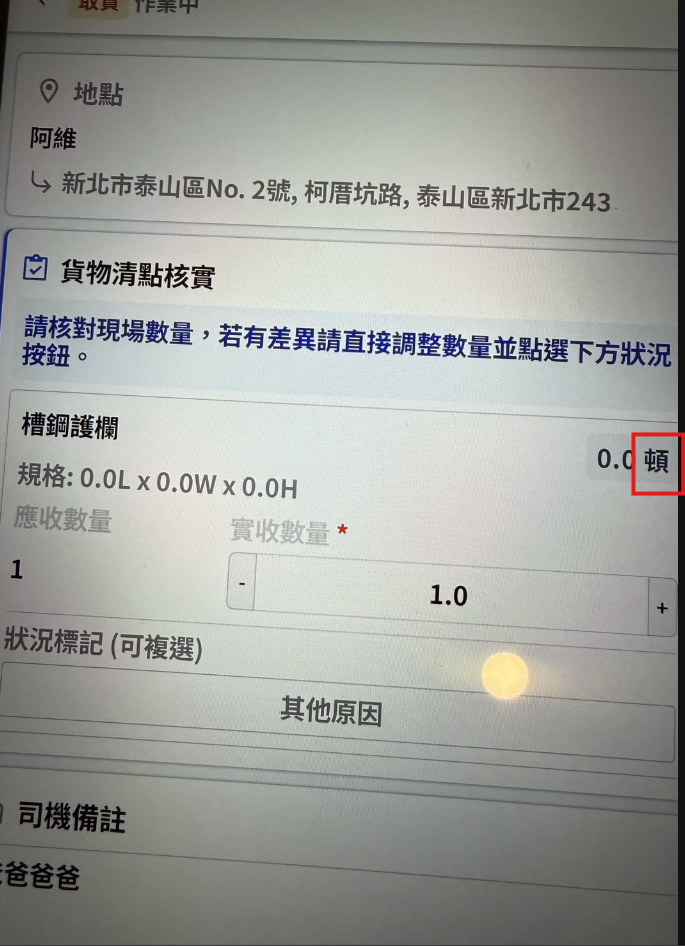 取貨 作業中
地點
阿維
新北市泰山區No. 2號, 柯厝坑路, 泰山區新北市243
貨物清點核實
請核對現場數量，若有差異請直接調整數量並點選下方狀況
按鈕。
槽鋼護欄
0.0 頓
規格: 0.0L x 0.0W x 0.0H
應收數量
實收數量 *
1
- 1.0 +
狀況標記 (可複選)
其他原因
司機備註
爸爸爸